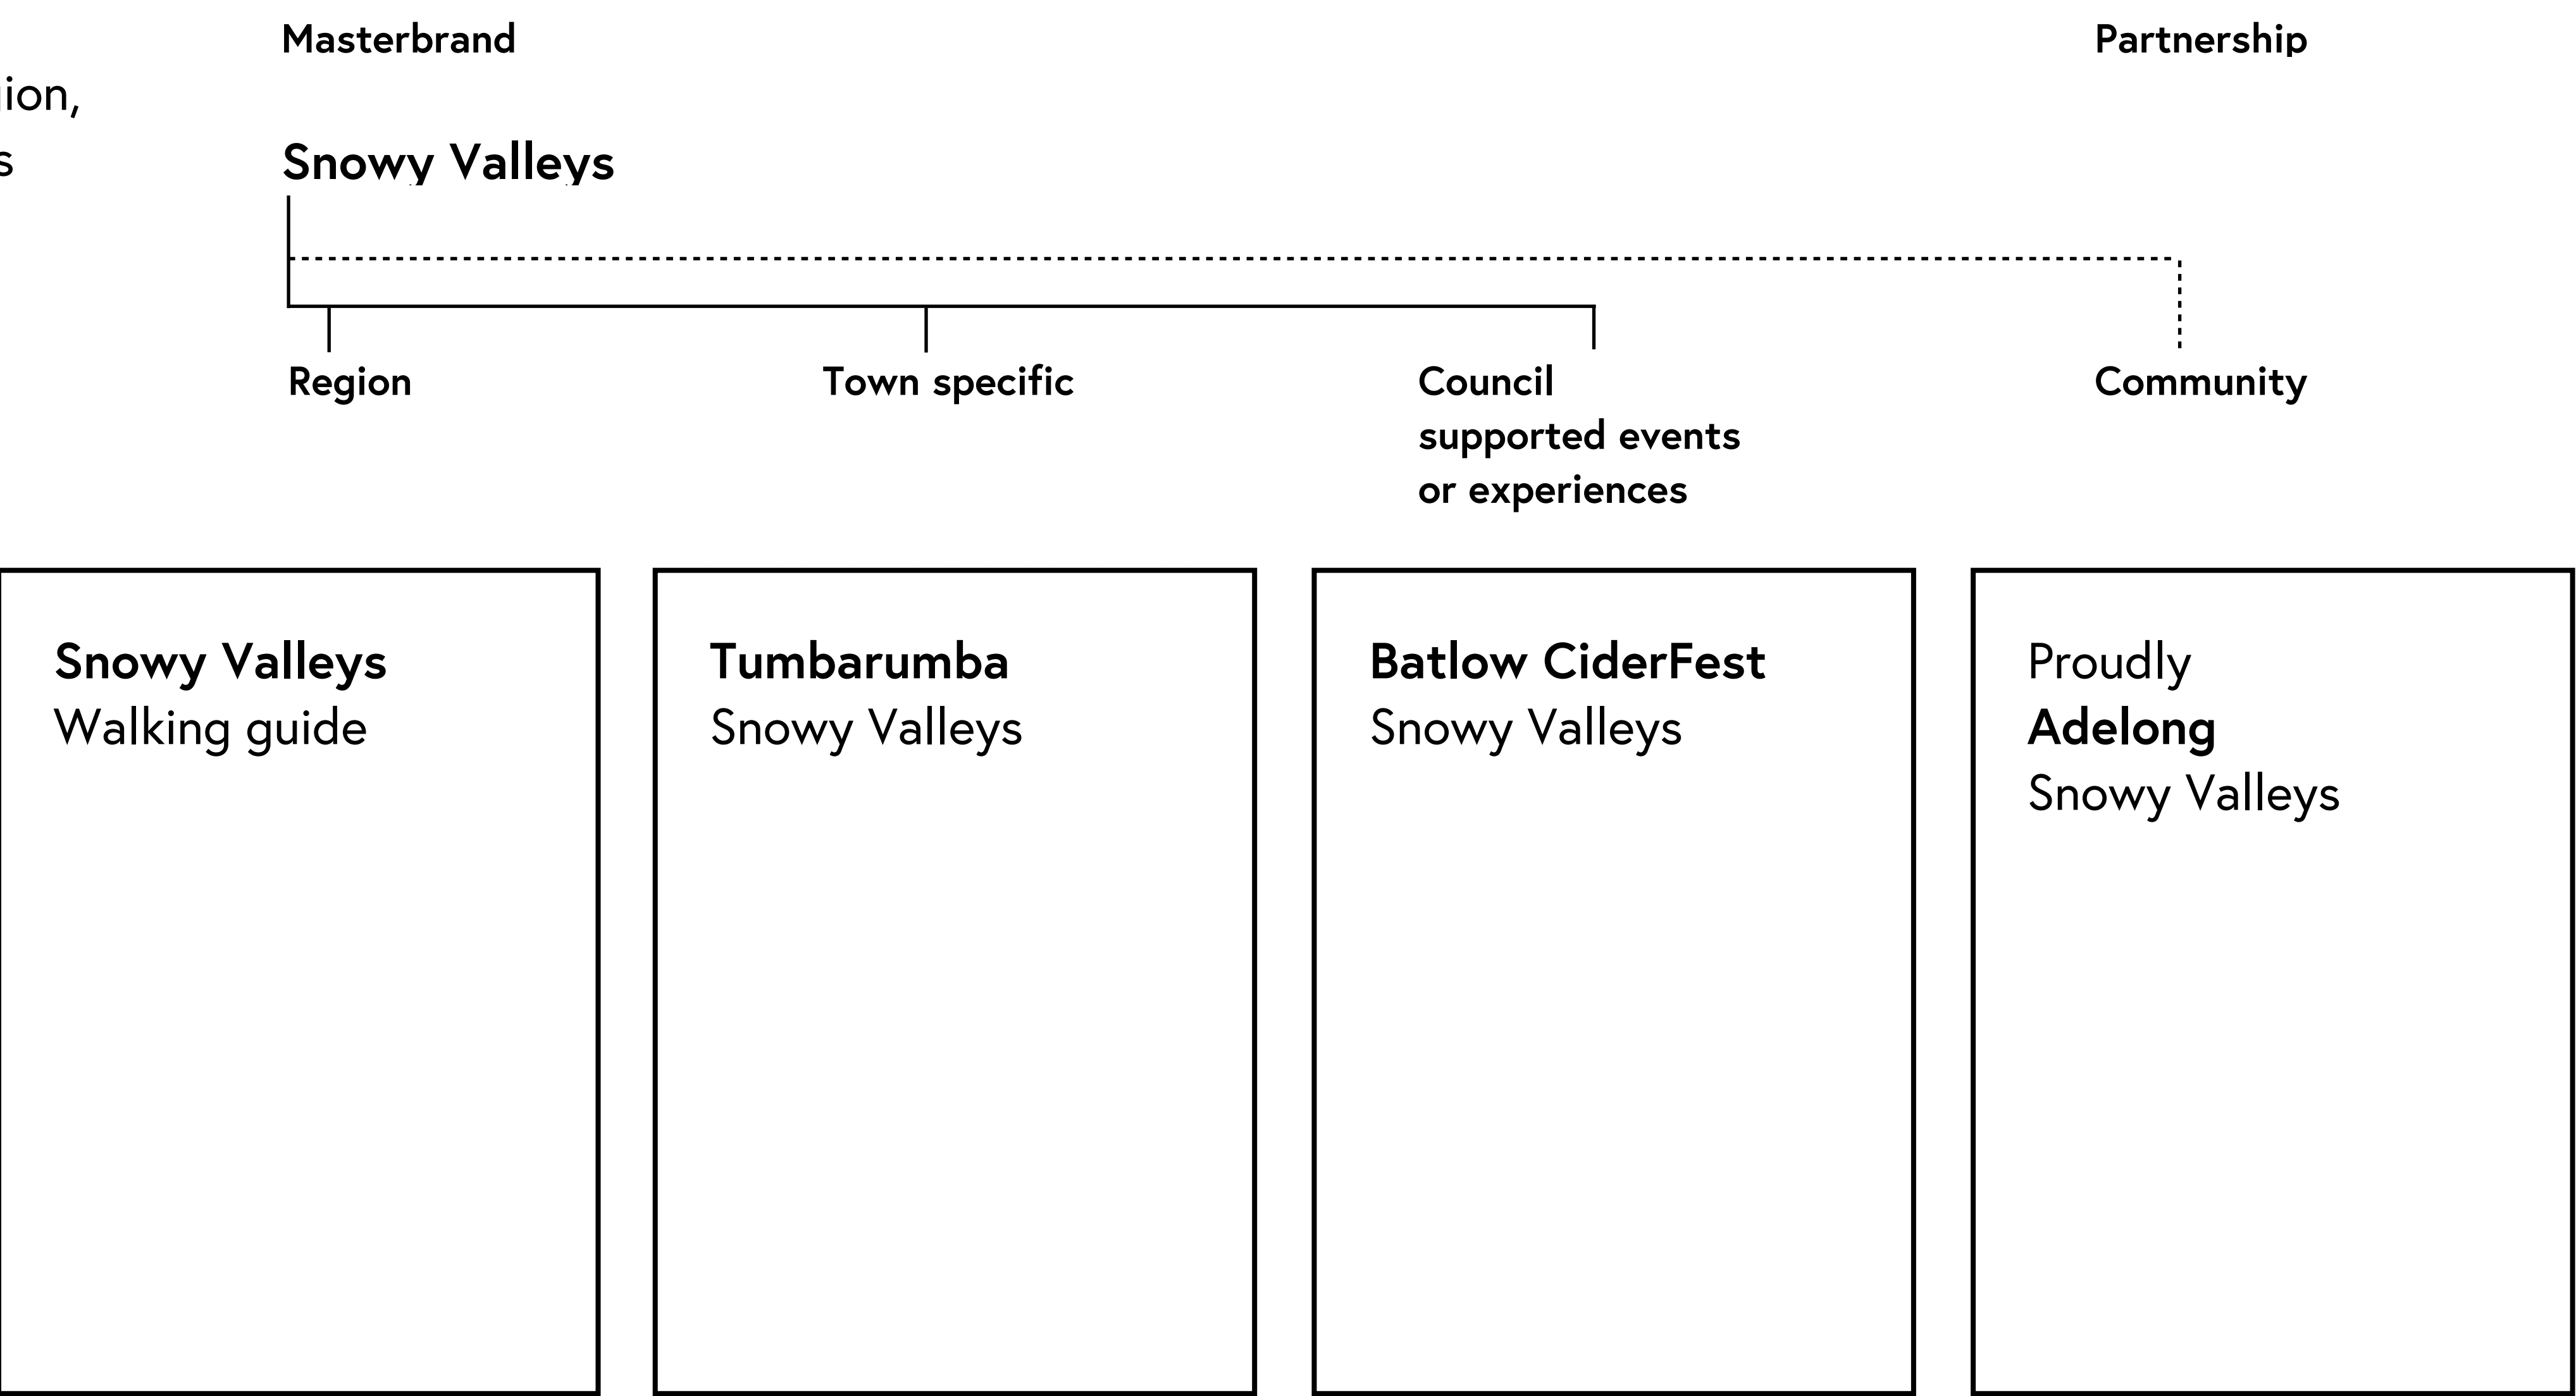 Masterbrand
Partnership
ion,
s
Snowy Valleys
Region
Town specific
Council
supported events
or experiences
Community
Snowy Valleys
Walking guide
Tumbarumba
Snowy Valleys
Batlow CiderFest
Snowy Valleys
Proudly
Adelong
Snowy Valleys